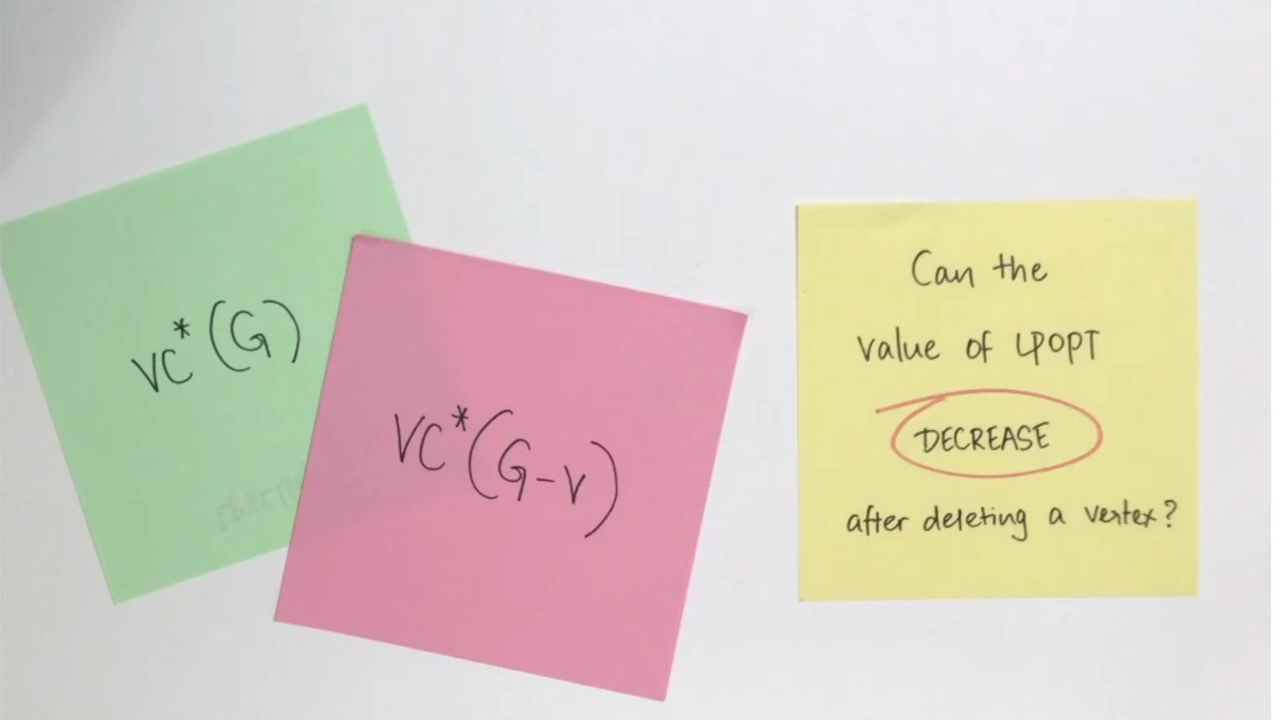 VC*(G)
VC*(G-v)
Can the
value of LPOPT
DECREASE
after deleting a vertex?